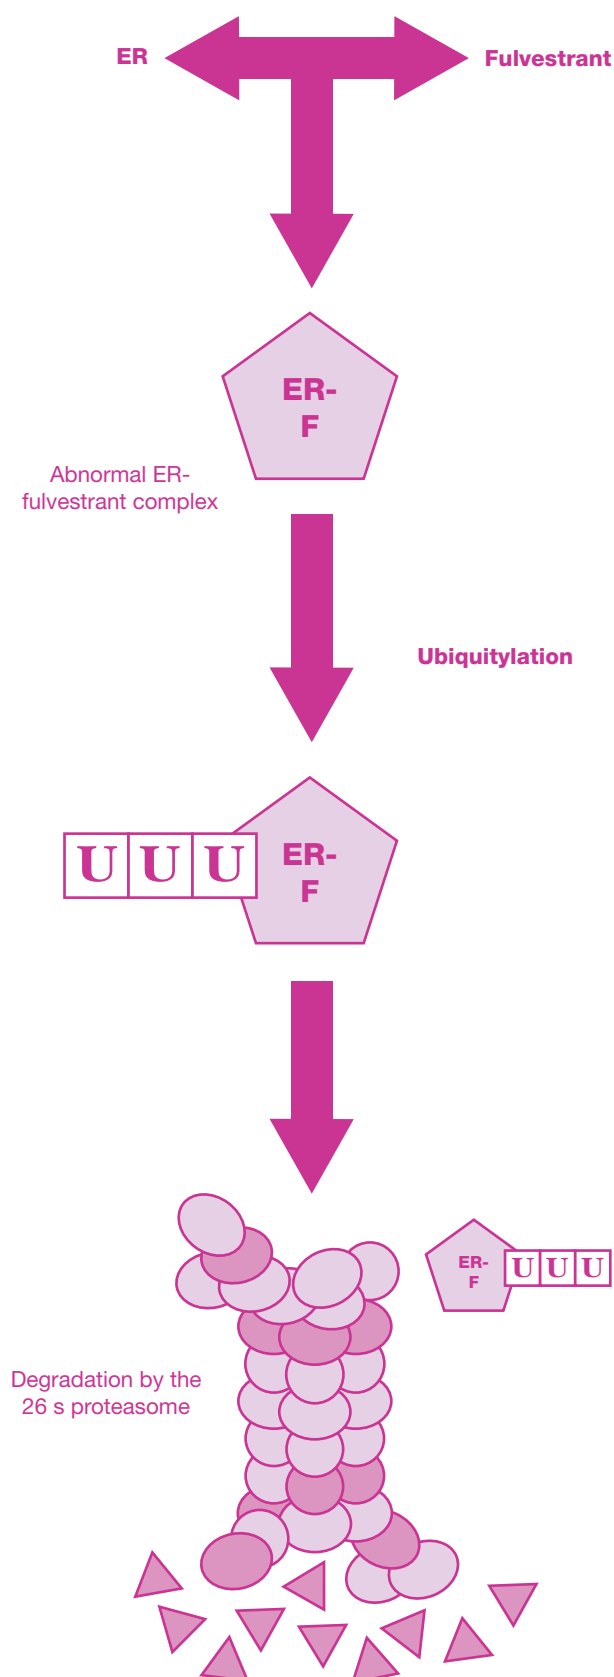 ER
Fulvestrant
ER-
F
Abnormal ER-
fulvestrant complex
Ubiquitylation
U U U
ER-
F
ER-
F
U U U
Degradation by the
26 s proteasome